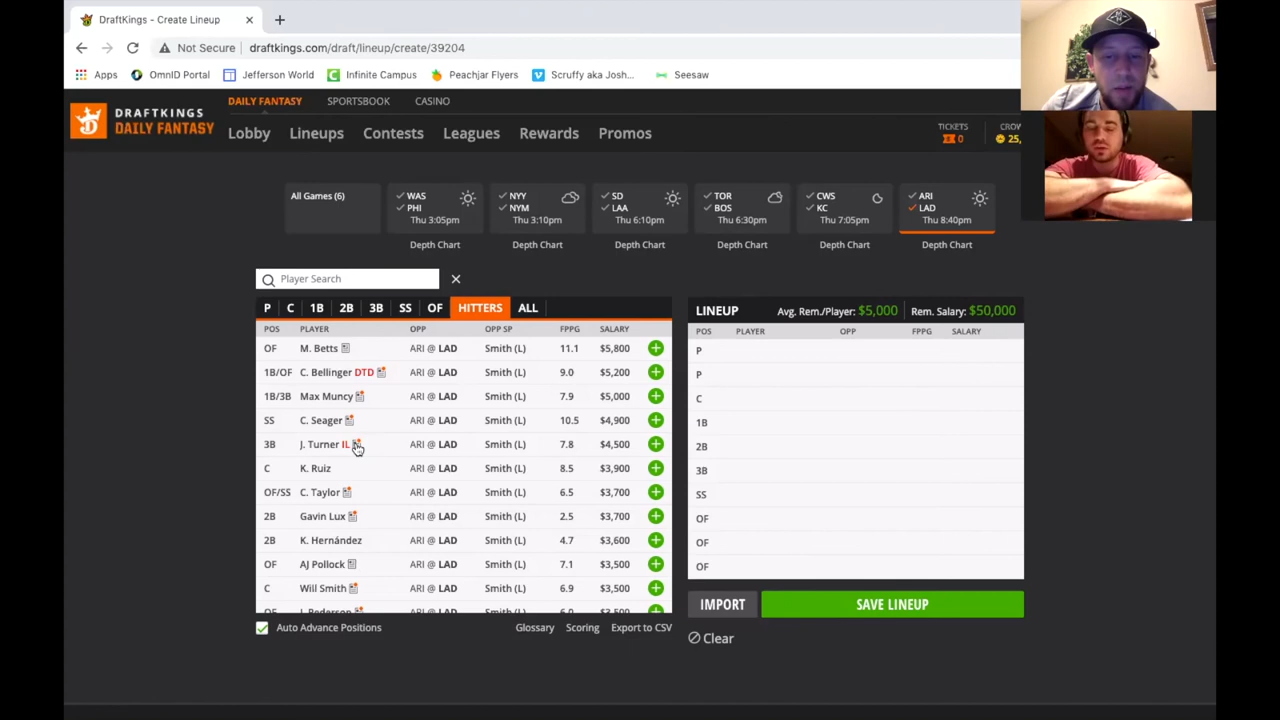 DraftKings - Create Lineup
Not Secure draftkings.com/draft/lineup/create/39204
Apps OmniID Portal Jefferson World Infinite Campus Peachjar Flyers Scruffy aka Josh... Seesaw
DAILY FANTASY SPORTSBOOK CASINO
DRAFTKINGS
DAILY FANTASY
Lobby Lineups Contests Leagues Rewards Promos
TICKETS CROW
0 25,
All Games (6)
WAS
PHI
Thu 3:05pm
Depth Chart
NYY
NYM
Thu 3:10pm
Depth Chart
SD
LAA
Thu 6:10pm
Depth Chart
TOR
BOS
Thu 6:30pm
Depth Chart
CWS
KC
Thu 7:05pm
Depth Chart
ARI
LAD
Thu 8:40pm
Depth Chart
Player Search
P C 1B 2B 3B SS OF HITTERS ALL
POS PLAYER OPP OPP SP FPPG SALARY
OF M. Betts ARI @ LAD Smith (L) 11.1 $5,800
1B/OF C. Bellinger DTD ARI @ LAD Smith (L) 9.0 $5,200
1B/3B Max Muncy ARI @ LAD Smith (L) 7.9 $5,000
SS C. Seager ARI @ LAD Smith (L) 10.5 $4,900
3B J. Turner IL ARI @ LAD Smith (L) 7.8 $4,500
C K. Ruiz ARI @ LAD Smith (L) 8.5 $3,900
OF/SS C. Taylor ARI @ LAD Smith (L) 6.5 $3,700
2B Gavin Lux ARI @ LAD Smith (L) 2.5 $3,700
2B K. Hernández ARI @ LAD Smith (L) 4.7 $3,600
OF AJ Pollock ARI @ LAD Smith (L) 7.1 $3,500
C Will Smith ARI @ LAD Smith (L) 6.9 $3,500
OF J. Pederson ARI @ LAD Smith (L) 6.0 $3,500
Auto Advance Positions Glossary Scoring Export to CSV
LINEUP Avg. Rem./Player: $5,000 Rem. Salary: $50,000
POS PLAYER OPP FPPG SALARY
P
P
C
1B
2B
3B
SS
OF
OF
OF
IMPORT SAVE LINEUP
Clear